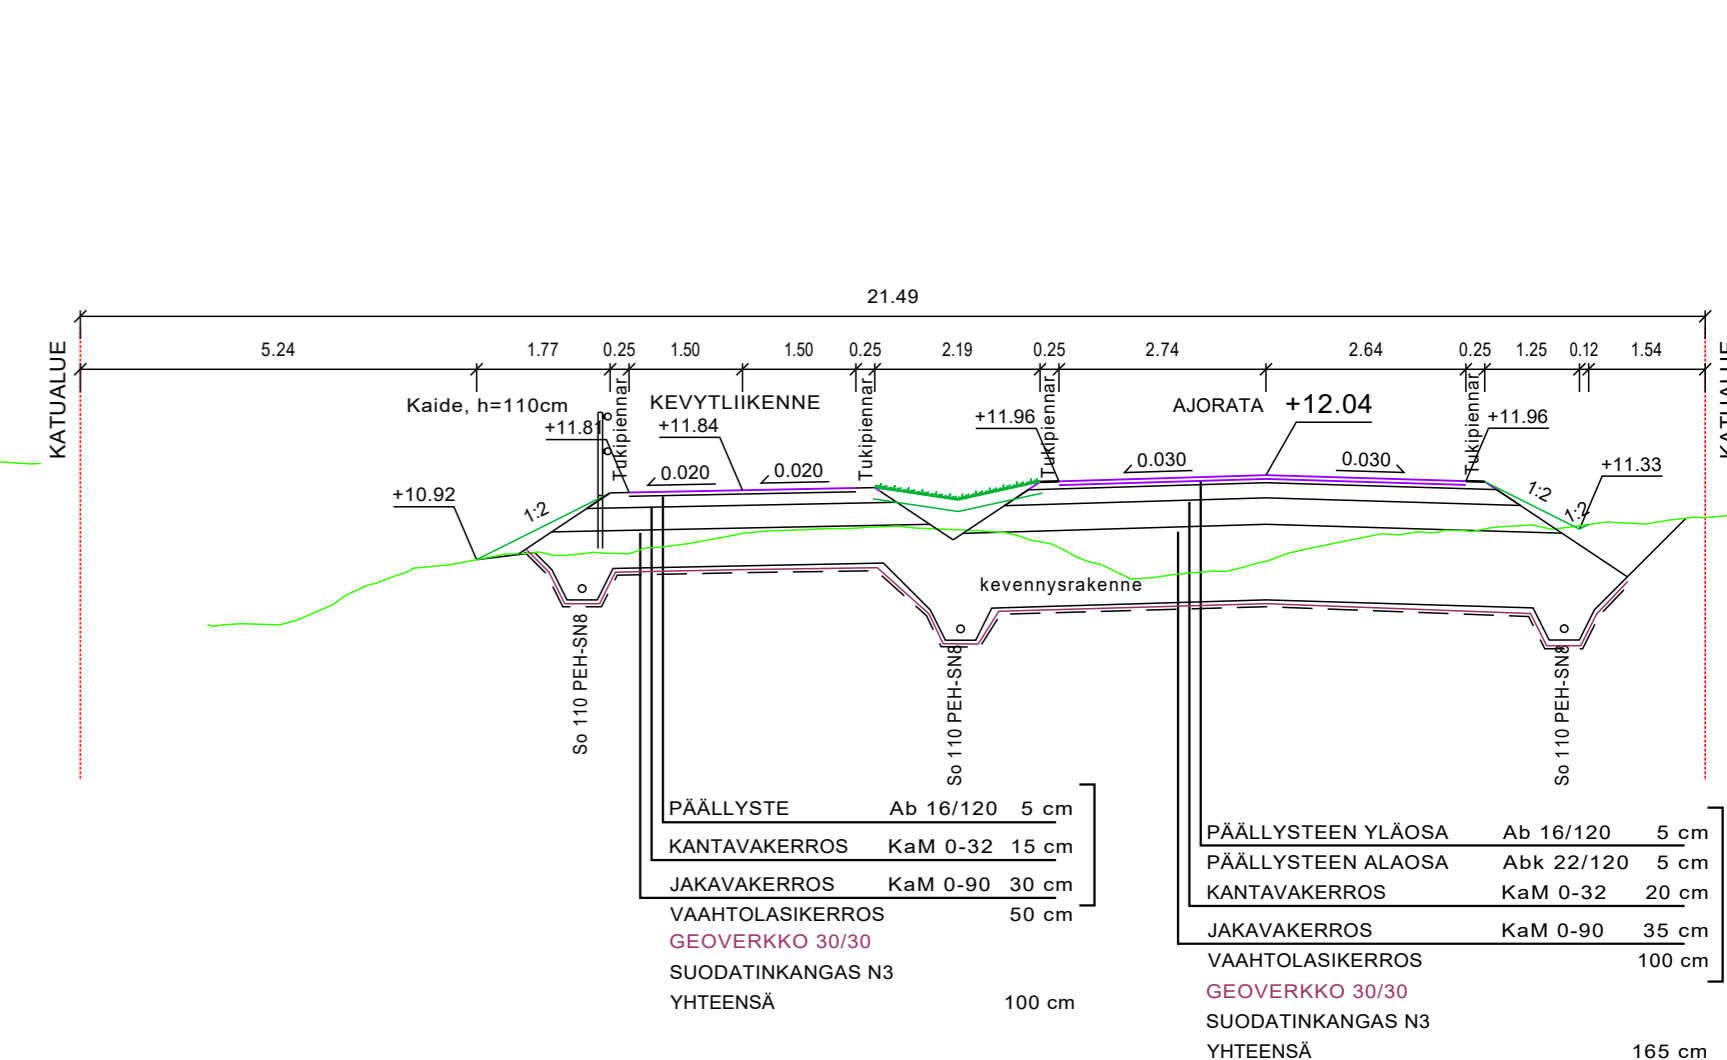 21.49
5.24 1.77 0.25 1.50 1.50 0.25 2.19 0.25 2.74 2.64 0.25 1.25 0.12 1.54
KATUALUE
KATUALUE
Kaide, h=110cm
KEVYTLIIKENNE
AJORATA +12.04
Tukipiennar
Tukipiennar
Tukipiennar
Tukipiennar
+11.81
+11.84
+11.96
+11.96
0.020
0.020
0.030
0.030
+11.33
+10.92
1:2
1:2
1:2
kevennysrakenne
So 110 PEH-SN8
So 110 PEH-SN8
So 110 PEH-SN8
PÄÄLLYSTE Ab 16/120 5 cm
KANTAVAKERROS KaM 0-32 15 cm
JAKAVAKERROS KaM 0-90 30 cm
VAAHTOLASIKERROS 50 cm
GEOVERKKO 30/30
SUODATINKANGAS N3
YHTEENSÄ 100 cm
PÄÄLLYSTEEN YLÄOSA Ab 16/120 5 cm
PÄÄLLYSTEEN ALAOSA Abk 22/120 5 cm
KANTAVAKERROS KaM 0-32 20 cm
JAKAVAKERROS KaM 0-90 35 cm
VAAHTOLASIKERROS 100 cm
GEOVERKKO 30/30
SUODATINKANGAS N3
YHTEENSÄ 165 cm